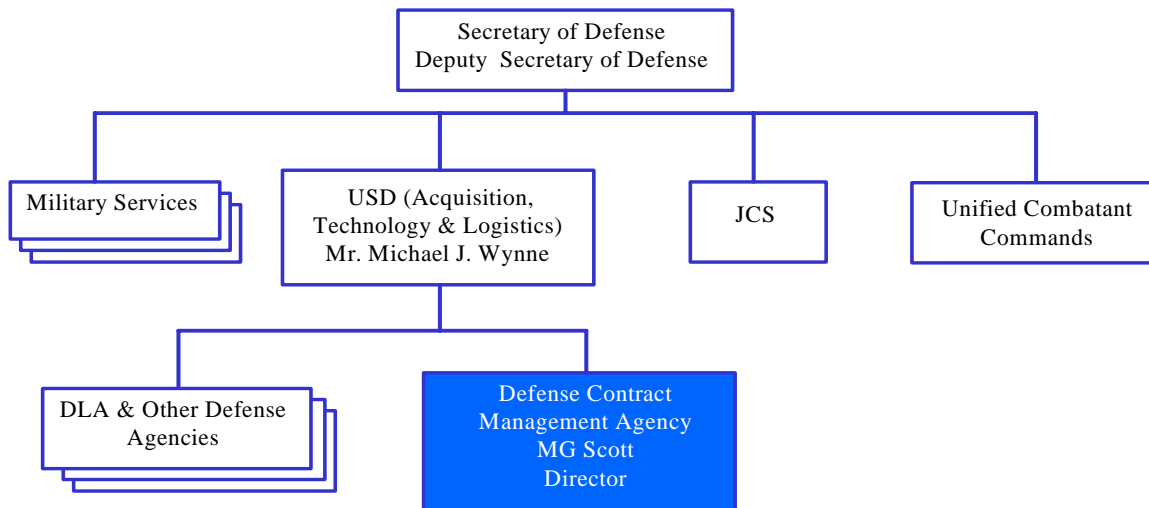 Secretary of Defense
Deputy Secretary of Defense
Military Services
USD (Acquisition,
Technology & Logistics)
Mr. Michael J. Wynne
JCS
Unified Combatant
Commands
DLA & Other Defense
Agencies
Defense Contract
Management Agency
MG Scott
Director